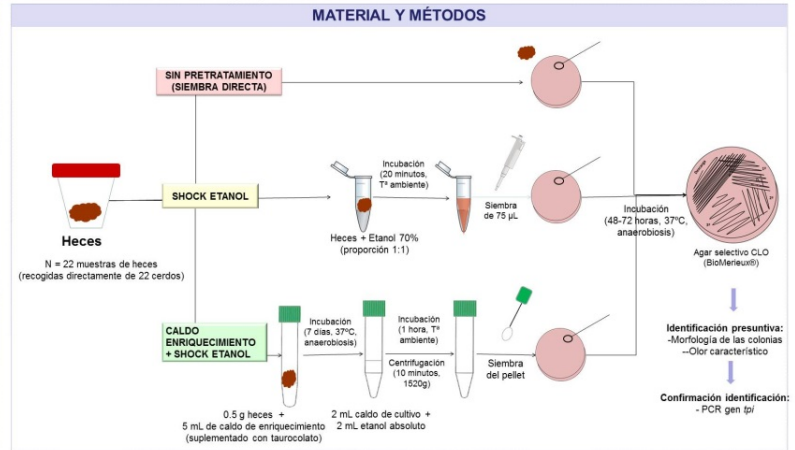 MATERIAL Y MÉTODOS
SIN PRETRATAMIENTO
(SIEMBRA DIRECTA)
Heces
N = 22 muestras de heces
(recogidas directamente de 22 cerdos)
SHOCK ETANOL
Incubación
(20 minutos,
Tª ambiente)
Heces + Etanol 70%
(proporción 1:1)
Siembra
de 75 µL
CALDO
ENRIQUECIMIENTO
+ SHOCK ETANOL
Incubación
(7 días, 37ºC,
anaerobiosis)
0.5 g heces +
5 mL de caldo de enriquecimiento
(suplementado con taurocolato)
Incubación
(1 hora, Tª
ambiente)
Centrifugación
(10 minutos,
1520g)
2 mL caldo de cultivo +
2 mL etanol absoluto
Siembra
del pellet
Incubación
(48-72 horas, 37ºC,
anaerobiosis)
Agar selectivo CLO
(BioMerieux®)
Identificación presuntiva:
-Morfología de las colonias
--Olor característico
Confirmación identificación:
- PCR gen tpi